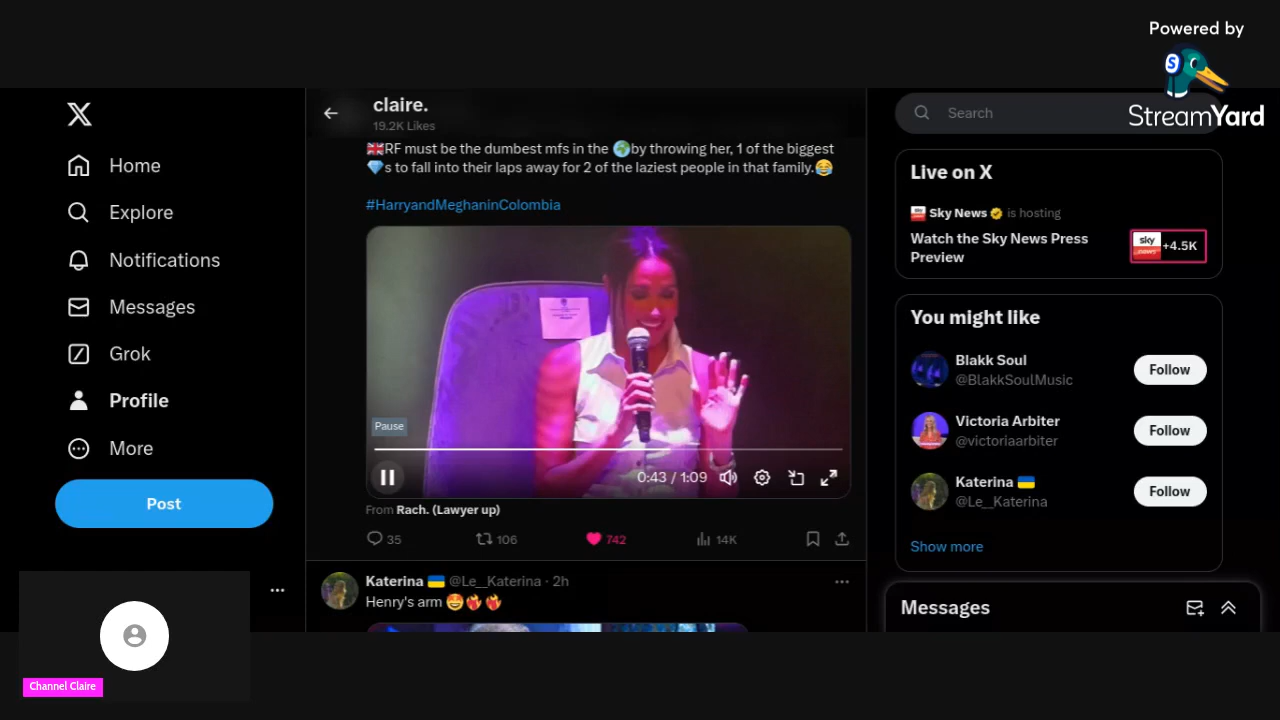 Powered by
StreamYard
claire.
19.2K Likes
Home
Explore
Notifications
Messages
Grok
Profile
More
Post
Channel Claire
RF must be the dumbest mfs in the by throwing her, 1 of the biggest
s to fall into their laps away for 2 of the laziest people in that family.
#HarryandMeghaninColombia
Pause
0:43 / 1:09
From Rach. (Lawyer up)
35
106
742
14K
Katerina @Le__Katerina · 2h
Henry's arm
Search
Live on X
Sky News is hosting
Watch the Sky News Press
Preview
sky
news
+4.5K
You might like
Blakk Soul
@BlakkSoulMusic
Follow
Victoria Arbiter
@victoriaarbiter
Follow
Katerina
@Le__Katerina
Follow
Show more
Messages